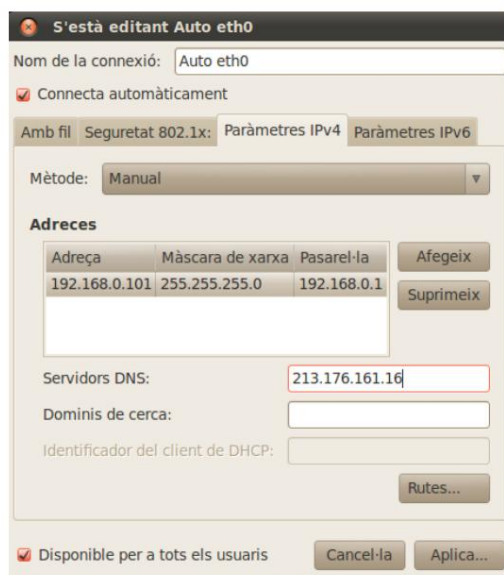 S'està editant Auto eth0
Nom de la connexió: Auto eth0
Connecta automàticament
Amb fil Seguretat 802.1x: Paràmetres IPv4 Paràmetres IPv6
Mètode: Manual
Adreces
Adreça Màscara de xarxa Pasarel·la Afegeix
192.168.0.101 255.255.255.0 192.168.0.1
Suprimeix
Servidors DNS: 213.176.161.16
Dominis de cerca:
Identificador del client de DHCP:
Rutes...
Disponible per a tots els usuaris Cancel·la Aplica...